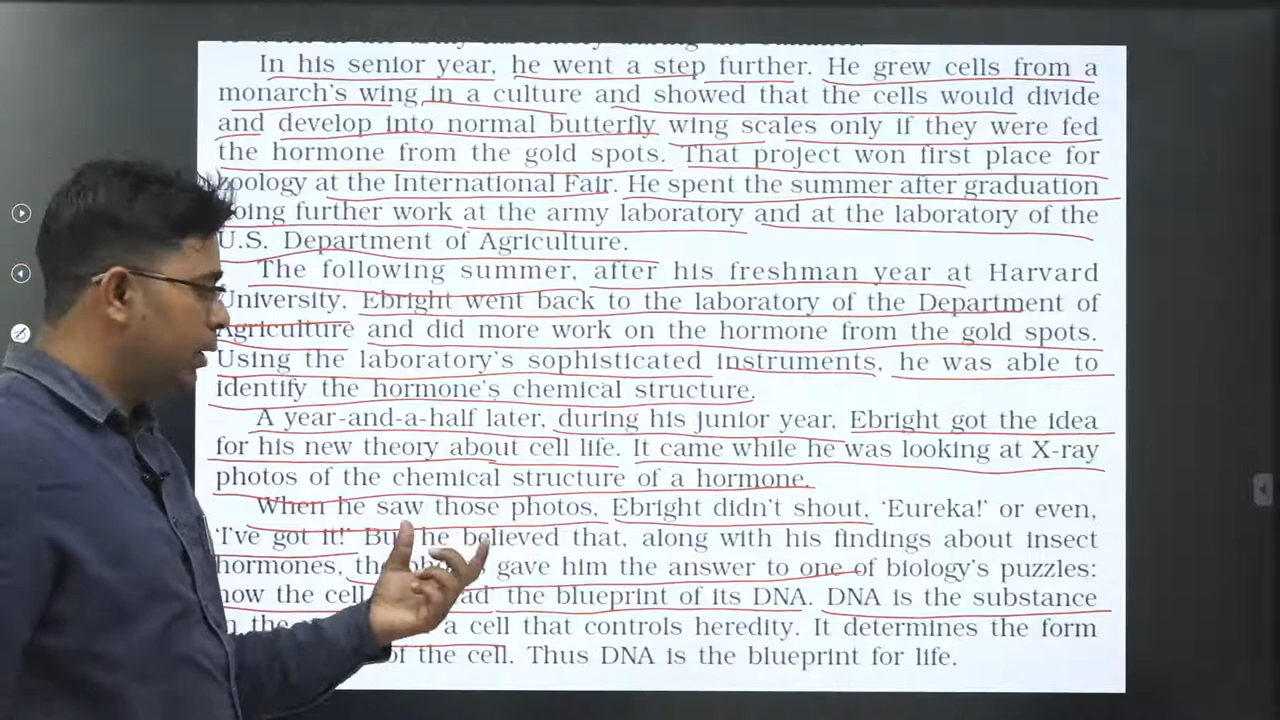 In his senior year, he went a step further. He grew cells from a
monarch's wing in a culture and showed that the cells would divide
and develop into normal butterfly wing scales only if they were fed
the hormone from the gold spots. That project won first place for
zoology at the International Fair. He spent the summer after graduation
doing further work at the army laboratory and at the laboratory of the
U.S. Department of Agriculture.
The following summer, after his freshman year at Harvard
University, Ebright went back to the laboratory of the Department of
Agriculture and did more work on the hormone from the gold spots.
Using the laboratory's sophisticated instruments, he was able to
identify the hormone's chemical structure.
A year-and-a-half later, during his junior year, Ebright got the idea
for his new theory about cell life. It came while he was looking at X-ray
photos of the chemical structure of a hormone.
When he saw those photos, Ebright didn't shout, 'Eureka!' or even,
'I've got it!' But he believed that, along with his findings about insect
hormones, the gave him the answer to one of biology's puzzles:
how the cell the blueprint of its DNA. DNA is the substance
a cell that controls heredity. It determines the form
of the cell. Thus DNA is the blueprint for life.